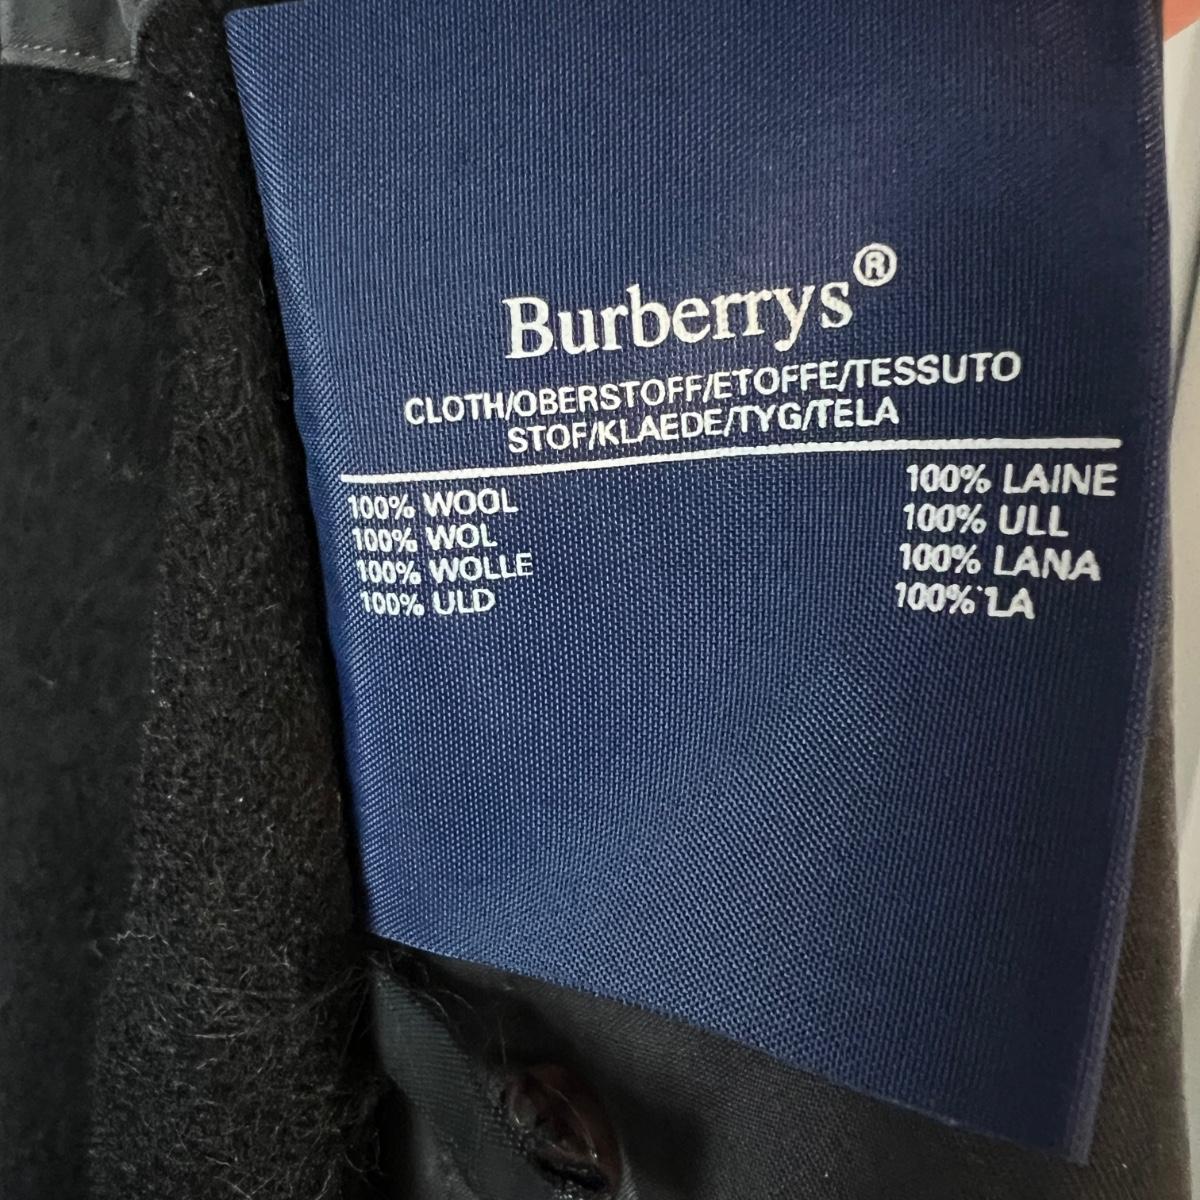 Burberrys®
CLOTH/OBERSTOFF/ETOFFE/TESSUTO
STOF/KLAEDE/TYG/TELA
100% WOOL 100% LAINE
100% WOL 100% ULL
100% WOLLE 100% LANA
100% ULD 100% LA